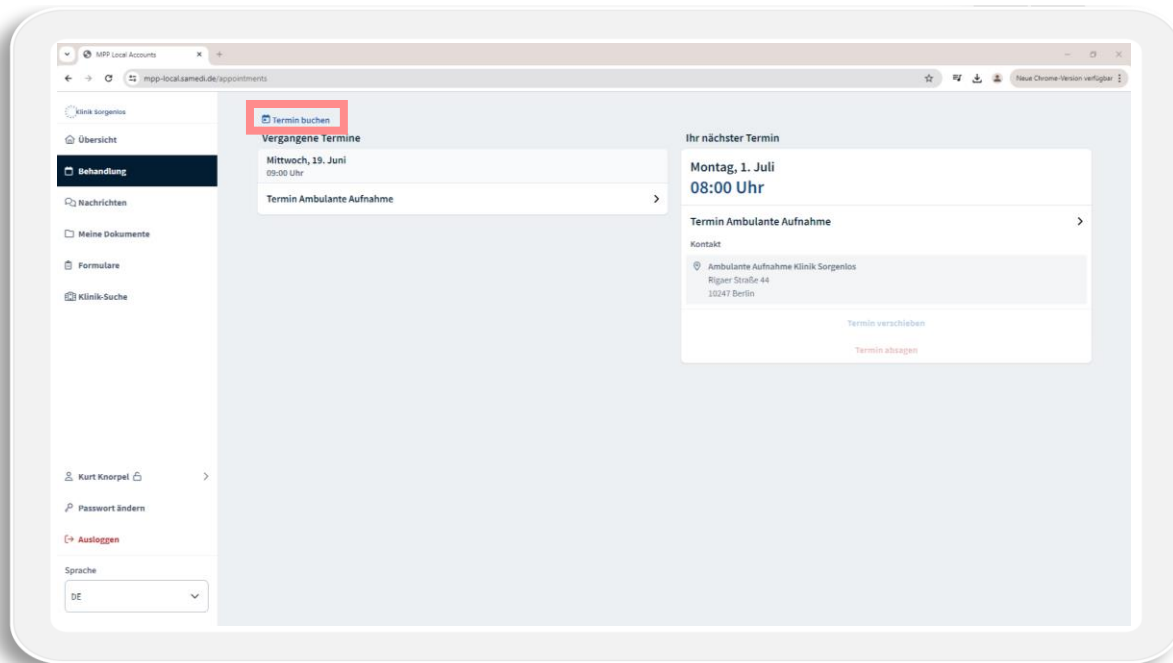 MPP Local Accounts
mpp-local.samedi.de/appointments
Neue Chrome-Version verfügbar
Klinik Sorgenlos
Übersicht
Behandlung
Nachrichten
Meine Dokumente
Formulare
Klinik-Suche
Kurt Knorpel
Passwort ändern
Ausloggen
Sprache
DE
Termin buchen
Vergangene Termine
Mittwoch, 19. Juni
09:00 Uhr
Termin Ambulante Aufnahme
Ihr nächster Termin
Montag, 1. Juli
08:00 Uhr
Termin Ambulante Aufnahme
Kontakt
Ambulante Aufnahme Klinik Sorgenlos
Rigaer Straße 44
10247 Berlin
Termin verschieben
Termin absagen